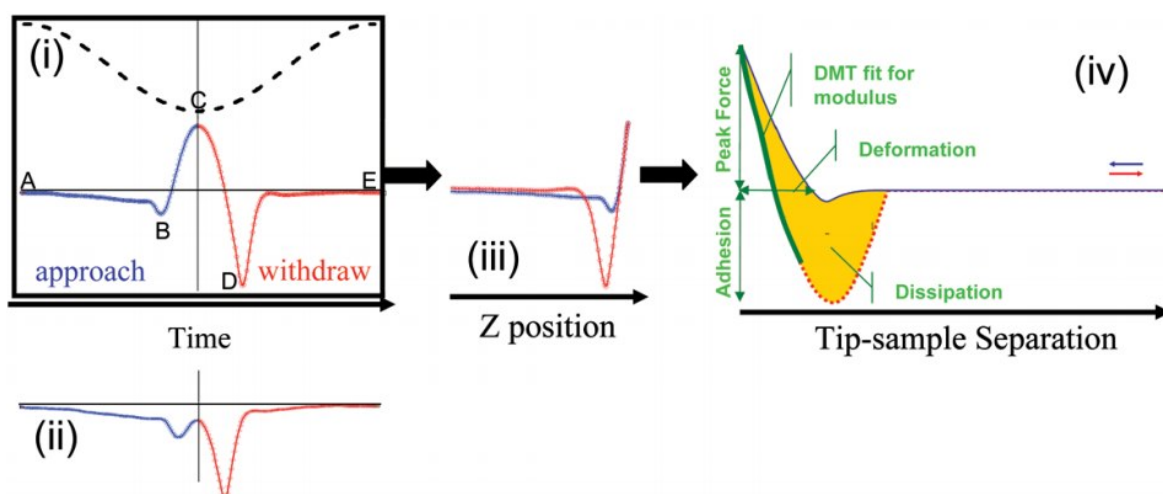 (i)
C
A
E
B
approach
D
withdraw
Time
(ii)
(iii)
Z position
(iv)
Peak Force
Adhesion
DMT fit for
modulus
Deformation
Dissipation
Tip-sample Separation